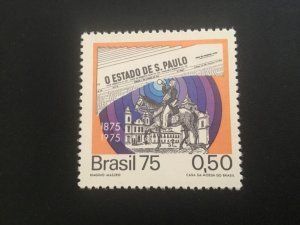 O ESTADO DE S. PAULO
1875
1975
Brasil 75 0,50
CASA DA MOEDA DO BRASIL